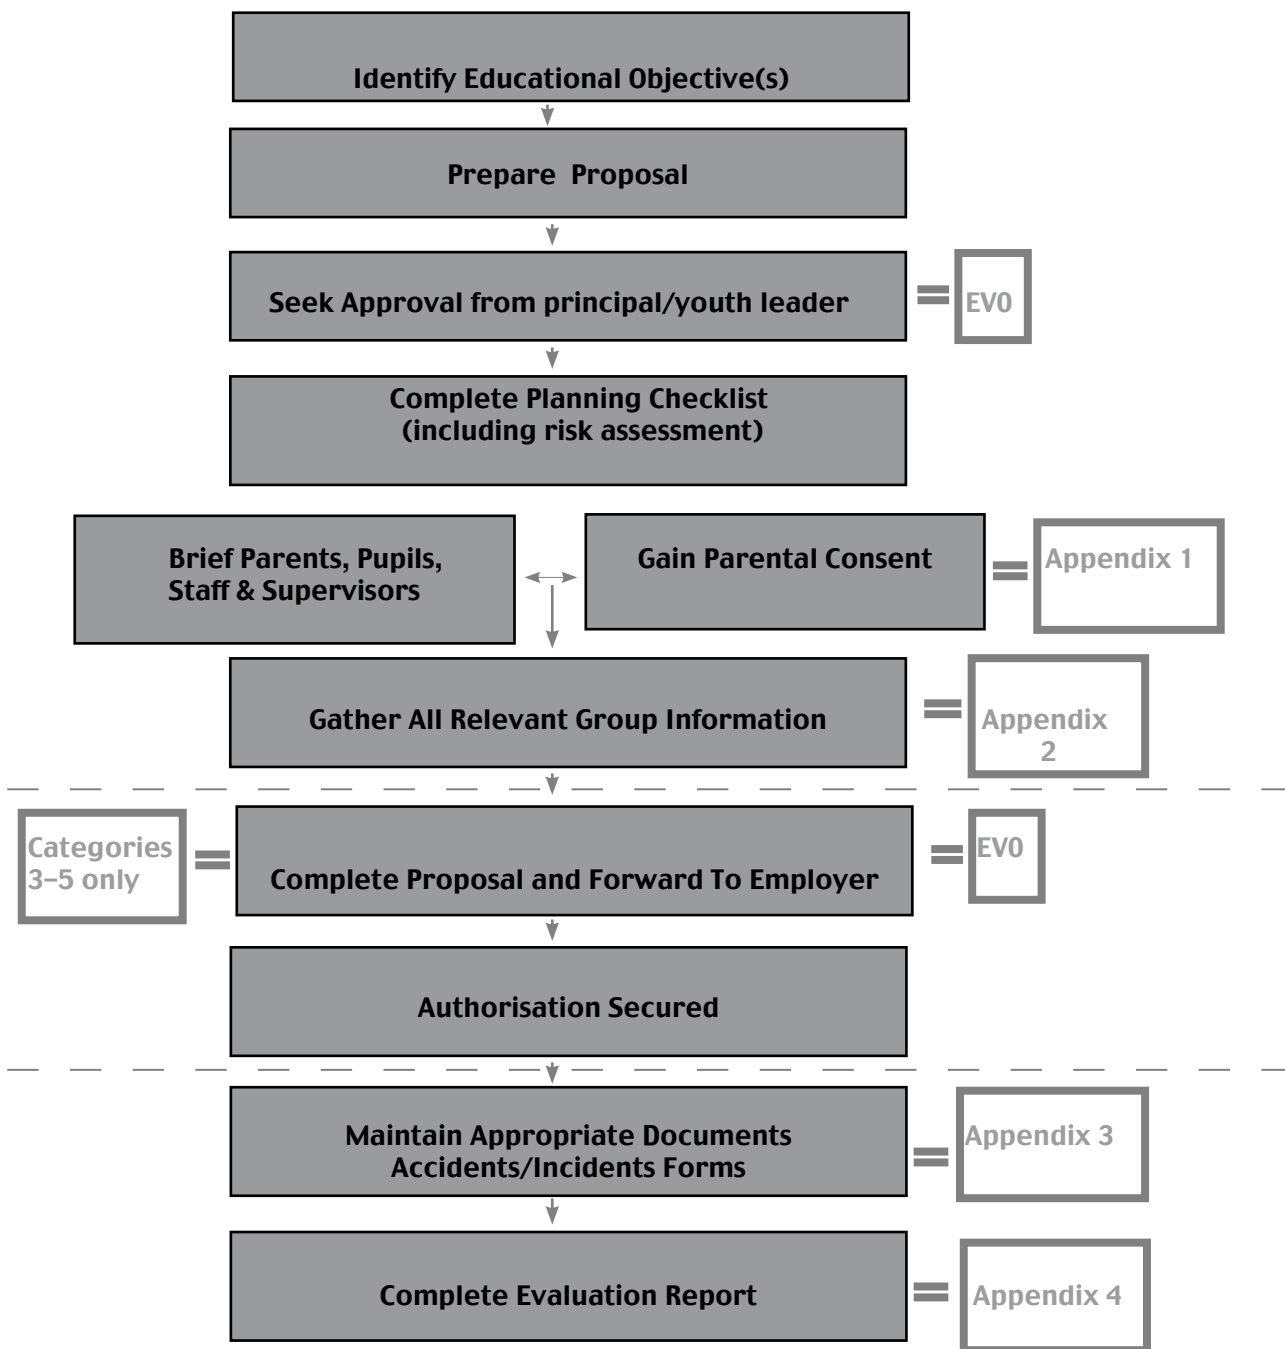 Identify Educational Objective(s)
Prepare Proposal
Seek Approval from principal/youth leader
EV0
Complete Planning Checklist
(including risk assessment)
Brief Parents, Pupils,
Staff & Supervisors
Gain Parental Consent
Appendix 1
Gather All Relevant Group Information
Appendix
2
Categories
3–5 only
Complete Proposal and Forward To Employer
EV0
Authorisation Secured
Maintain Appropriate Documents
Accidents/Incidents Forms
Appendix 3
Complete Evaluation Report
Appendix 4